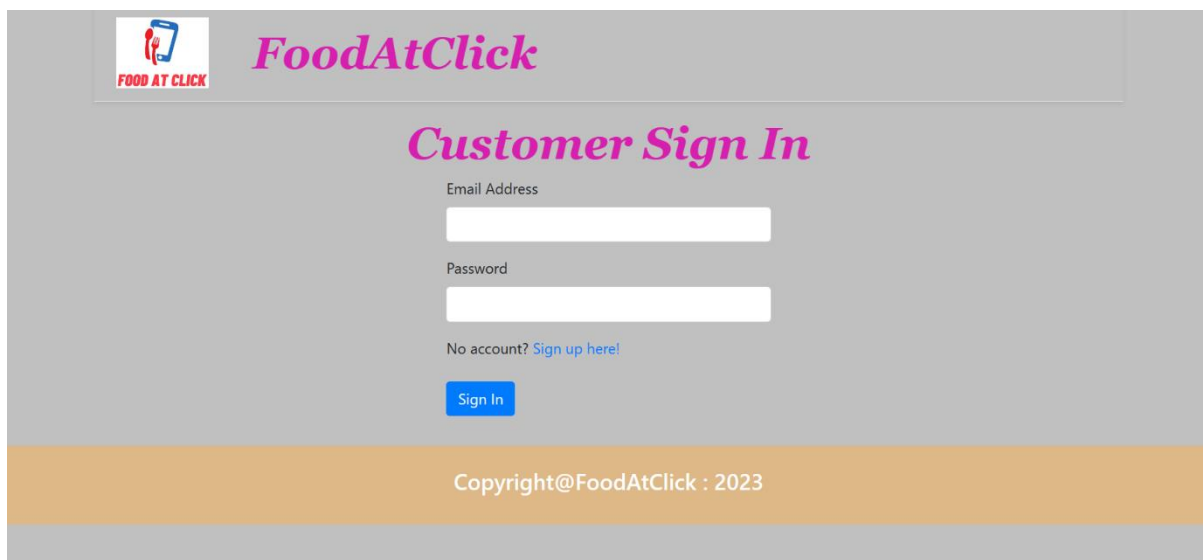 FOOD AT CLICK
FoodAtClick
Customer Sign In
Email Address
Password
No account? Sign up here!
Sign In
Copyright@FoodAtClick : 2023